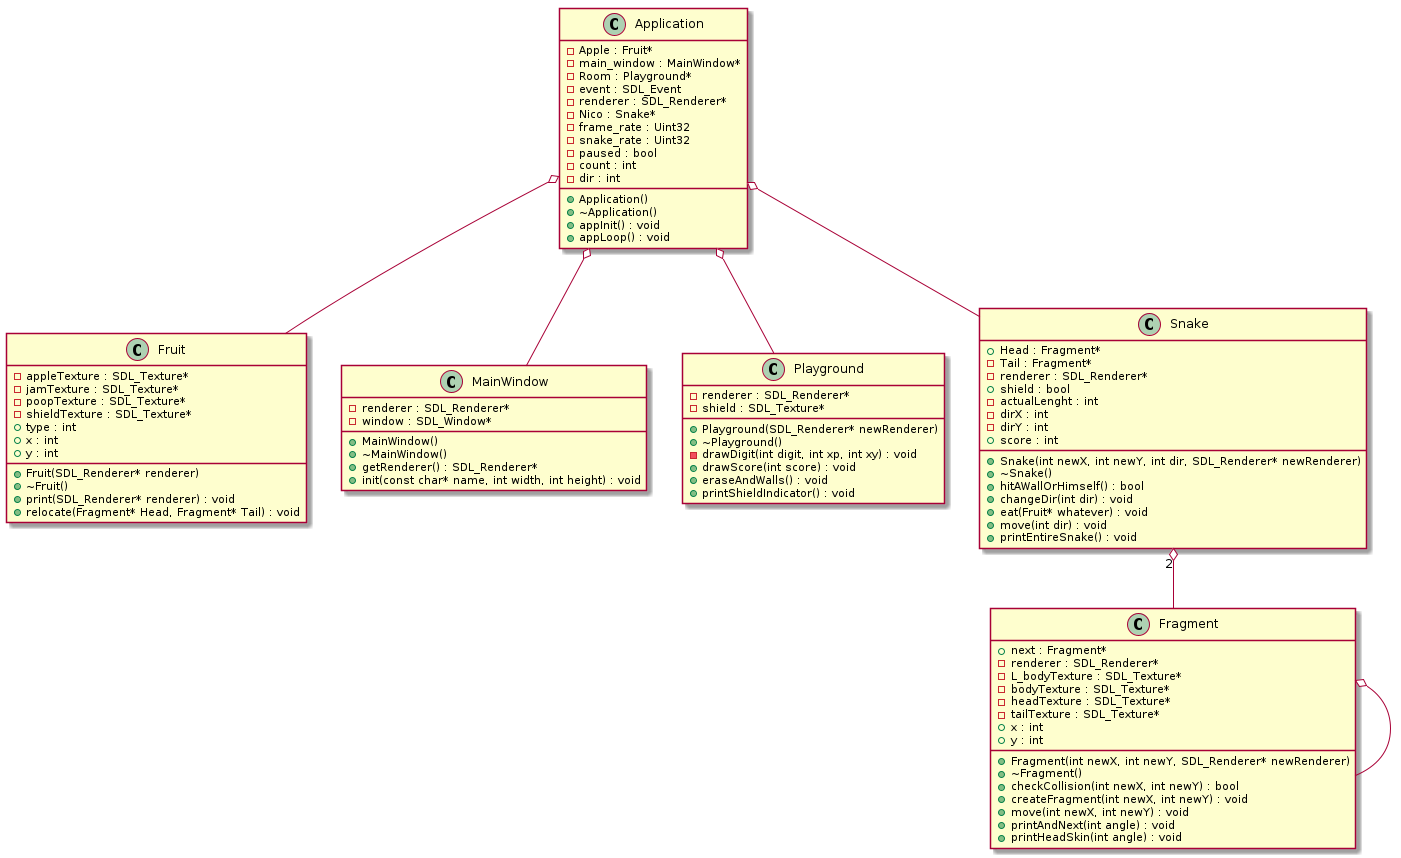 C Application
Apple : Fruit*
main_window : MainWindow*
Room : Playground*
event : SDL_Event
renderer : SDL_Renderer*
Nico : Snake*
frame_rate : Uint32
snake_rate : Uint32
paused : bool
count : int
dir : int
Application()
~Application()
appInit() : void
appLoop() : void
C Fruit
appleTexture : SDL_Texture*
jamTexture : SDL_Texture*
poopTexture : SDL_Texture*
shieldTexture : SDL_Texture*
type : int
x : int
y : int
Fruit(SDL_Renderer* renderer)
~Fruit()
print(SDL_Renderer* renderer) : void
relocate(Fragment* Head, Fragment* Tail) : void
C MainWindow
renderer : SDL_Renderer*
window : SDL_Window*
MainWindow()
~MainWindow()
getRenderer() : SDL_Renderer*
init(const char* name, int width, int height) : void
C Playground
renderer : SDL_Renderer*
shield : SDL_Texture*
Playground(SDL_Renderer* newRenderer)
~Playground()
drawDigit(int digit, int xp, int xy) : void
drawScore(int score) : void
eraseAndWalls() : void
printShieldIndicator() : void
C Snake
Head : Fragment*
Tail : Fragment*
renderer : SDL_Renderer*
shield : bool
actualLenght : int
dirX : int
dirY : int
score : int
Snake(int newX, int newY, int dir, SDL_Renderer* newRenderer)
~Snake()
hitAWallOrHimself() : bool
changeDir(int dir) : void
eat(Fruit* whatever) : void
move(int dir) : void
printEntireSnake() : void
2
C Fragment
next : Fragment*
renderer : SDL_Renderer*
L_bodyTexture : SDL_Texture*
bodyTexture : SDL_Texture*
headTexture : SDL_Texture*
tailTexture : SDL_Texture*
x : int
y : int
Fragment(int newX, int newY, SDL_Renderer* newRenderer)
~Fragment()
checkCollision(int newX, int newY) : bool
createFragment(int newX, int newY) : void
move(int newX, int newY) : void
printAndNext(int angle) : void
printHeadSkin(int angle) : void